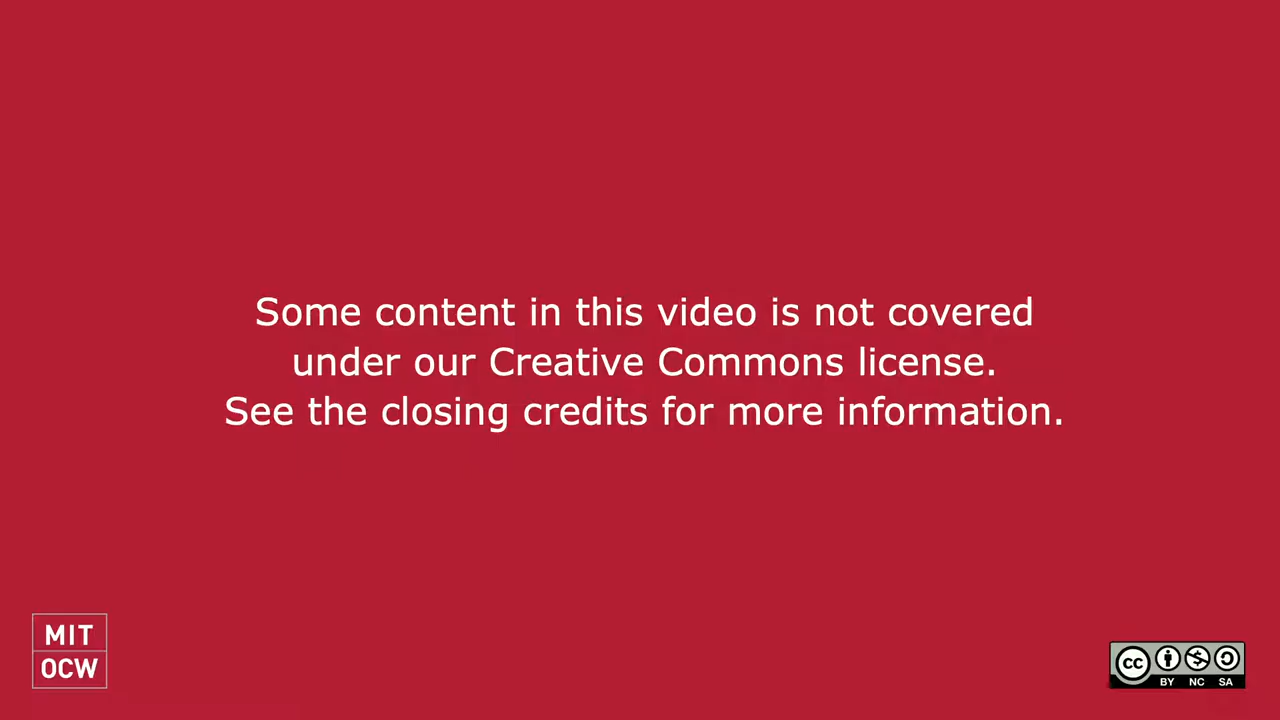 Some content in this video is not covered
under our Creative Commons license.
See the closing credits for more information.
MIT
OCW
cc
BY NC SA